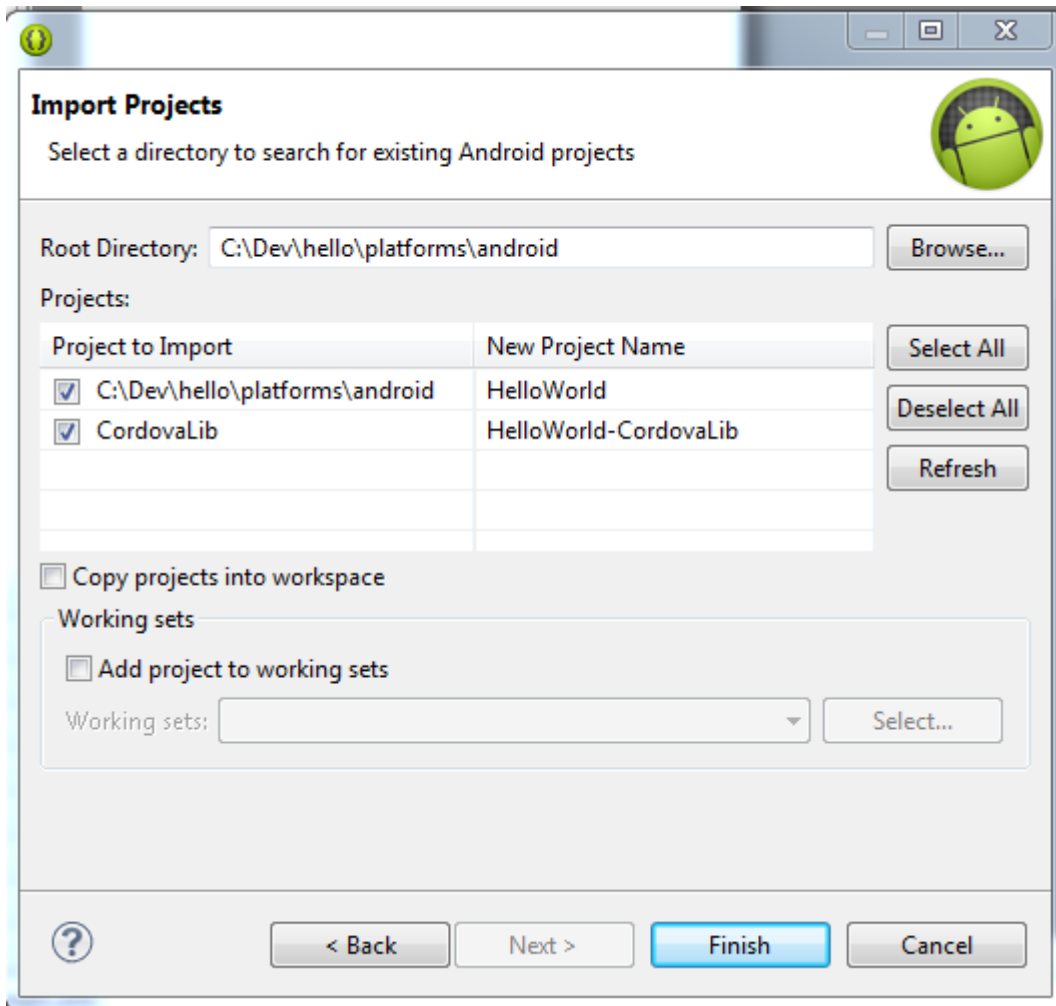 Import Projects
Select a directory to search for existing Android projects
Root Directory: C:\Dev\hello\platforms\android Browse...
Projects:
Project to Import New Project Name Select All
C:\Dev\hello\platforms\android HelloWorld
Deselect All
CordovaLib HelloWorld-CordovaLib
Refresh
Copy projects into workspace
Working sets
Add project to working sets
Working sets: Select...
? < Back Next > Finish Cancel